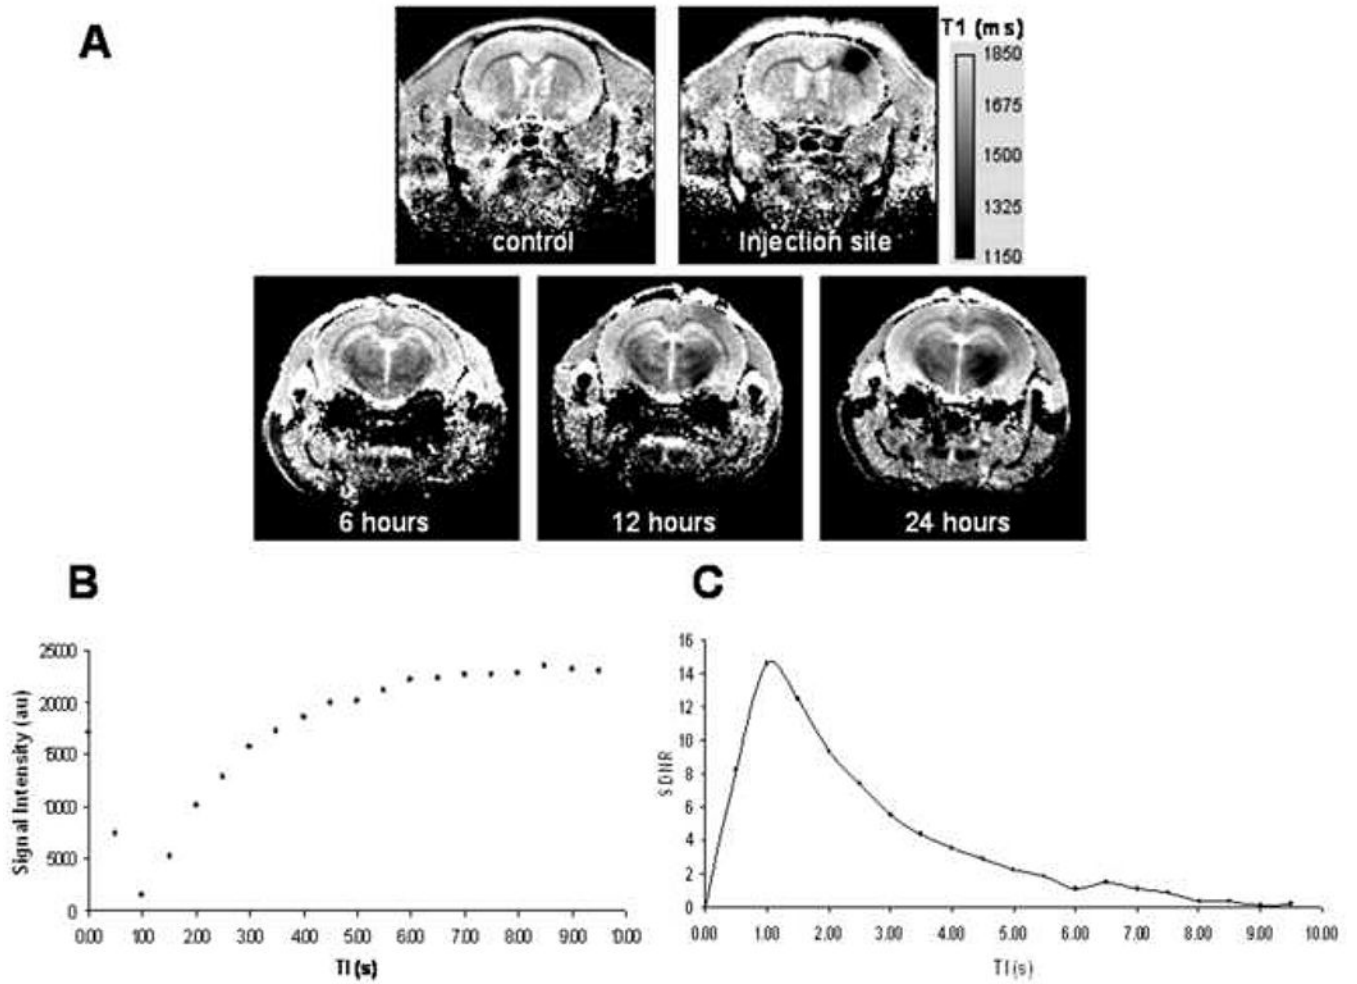 A
T1 (ms)
1850
1675
1500
1325
1150
control
Injection site
6 hours
12 hours
24 hours
B
C
Signal Intensity (au)
25000
20000
15000
10000
5000
0
0.00 1.00 2.00 3.00 4.00 5.00 6.00 7.00 8.00 9.00 10.00
TI (s)
SDNR
16
14
12
10
8
6
4
2
0
0.00 1.00 2.00 3.00 4.00 5.00 6.00 7.00 8.00 9.00 10.00
TI (s)